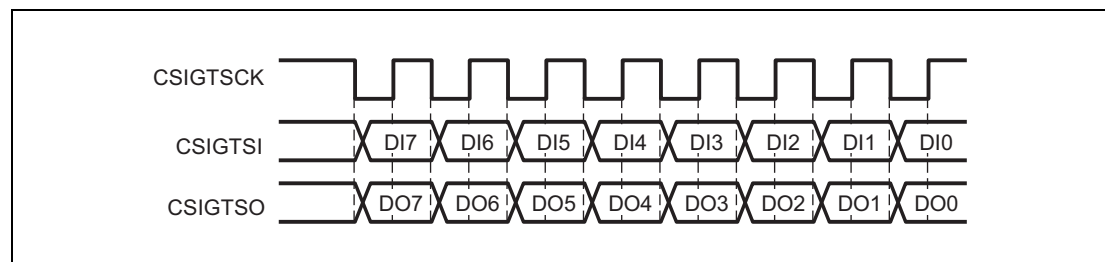 CSIGTSCK
CSIGTSI DI7 DI6 DI5 DI4 DI3 DI2 DI1 DI0
CSIGTSO DO7 DO6 DO5 DO4 DO3 DO2 DO1 DO0